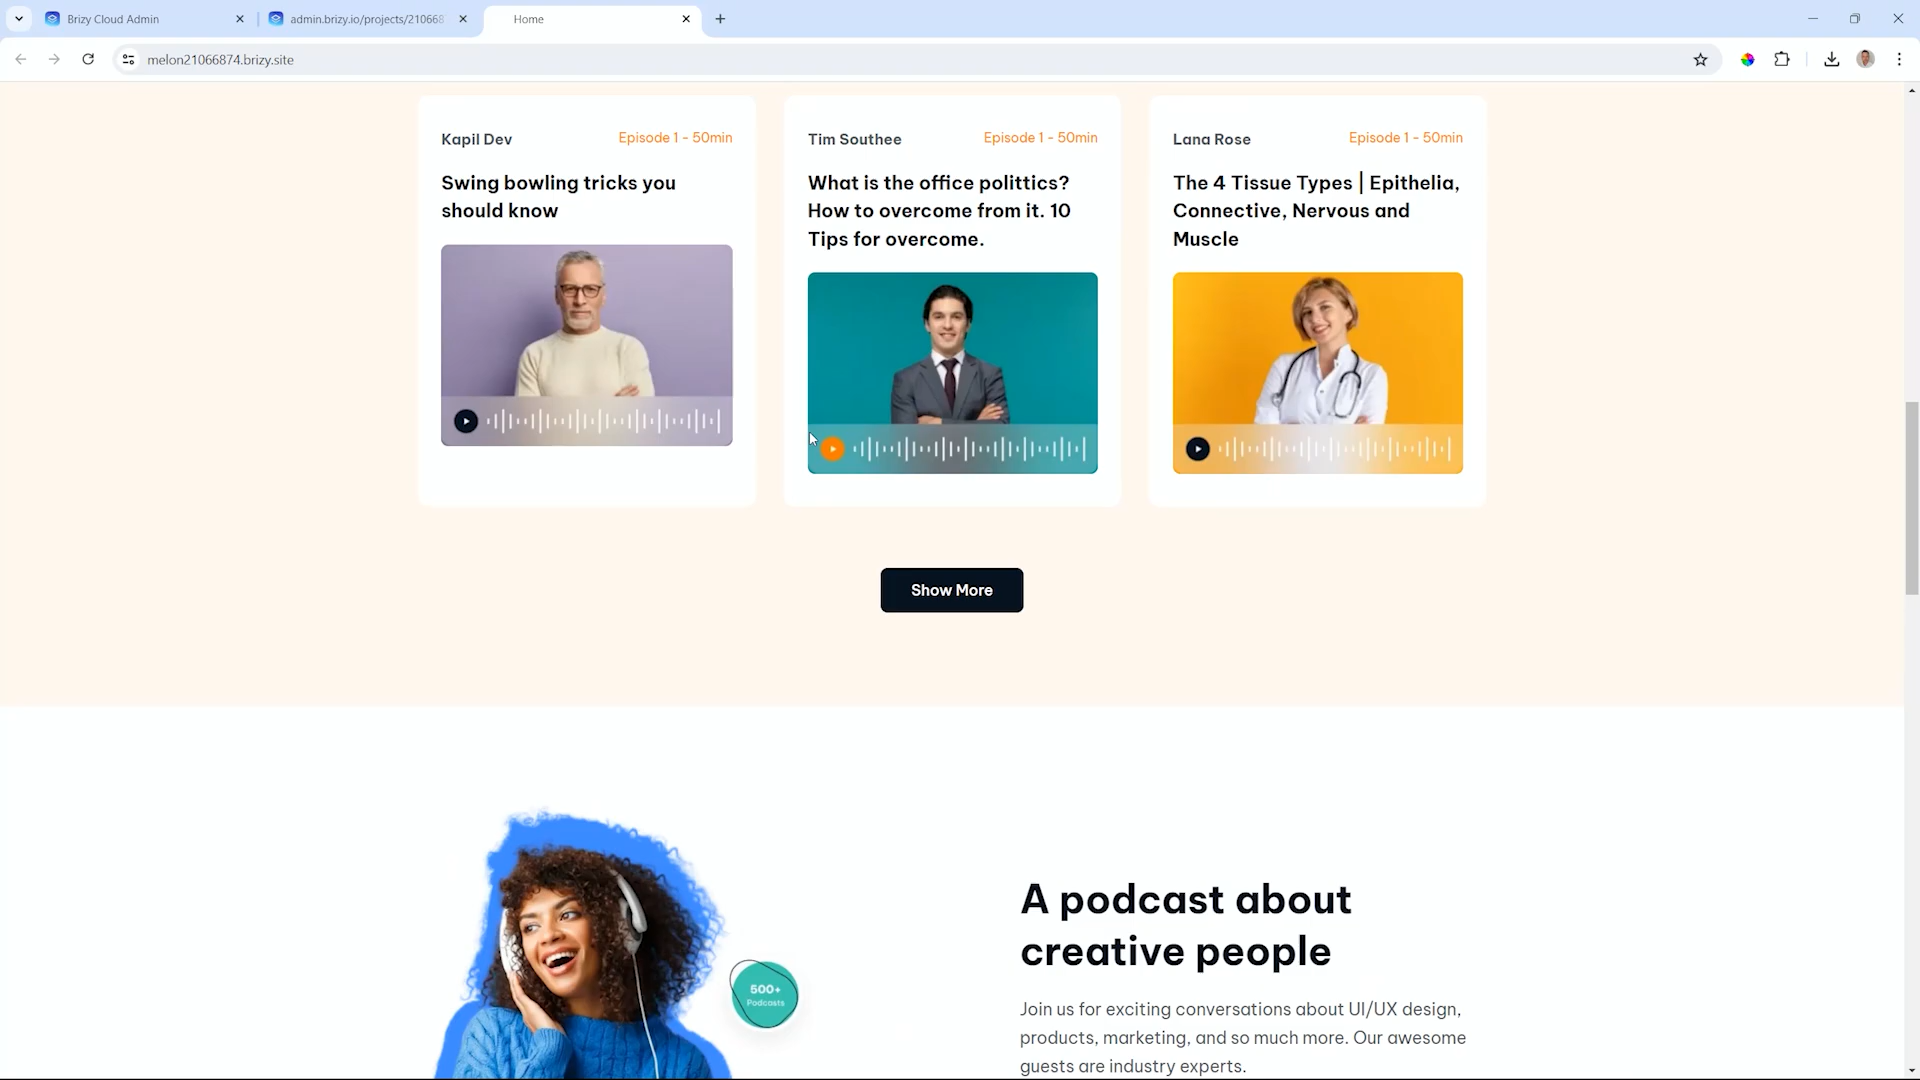 Brizy Cloud Admin
admin.brizy.io/projects/210668
Home
melon21066874.brizy.site
Kapil Dev
Episode 1 - 50min
Swing bowling tricks you
should know
Tim Southee
Episode 1 - 50min
What is the office polittics?
How to overcome from it. 10
Tips for overcome.
Lana Rose
Episode 1 - 50min
The 4 Tissue Types | Epithelia,
Connective, Nervous and
Muscle
Show More
500+
Podcasts
A podcast about
creative people
Join us for exciting conversations about UI/UX design,
products, marketing, and so much more. Our awesome
guests are industry experts.